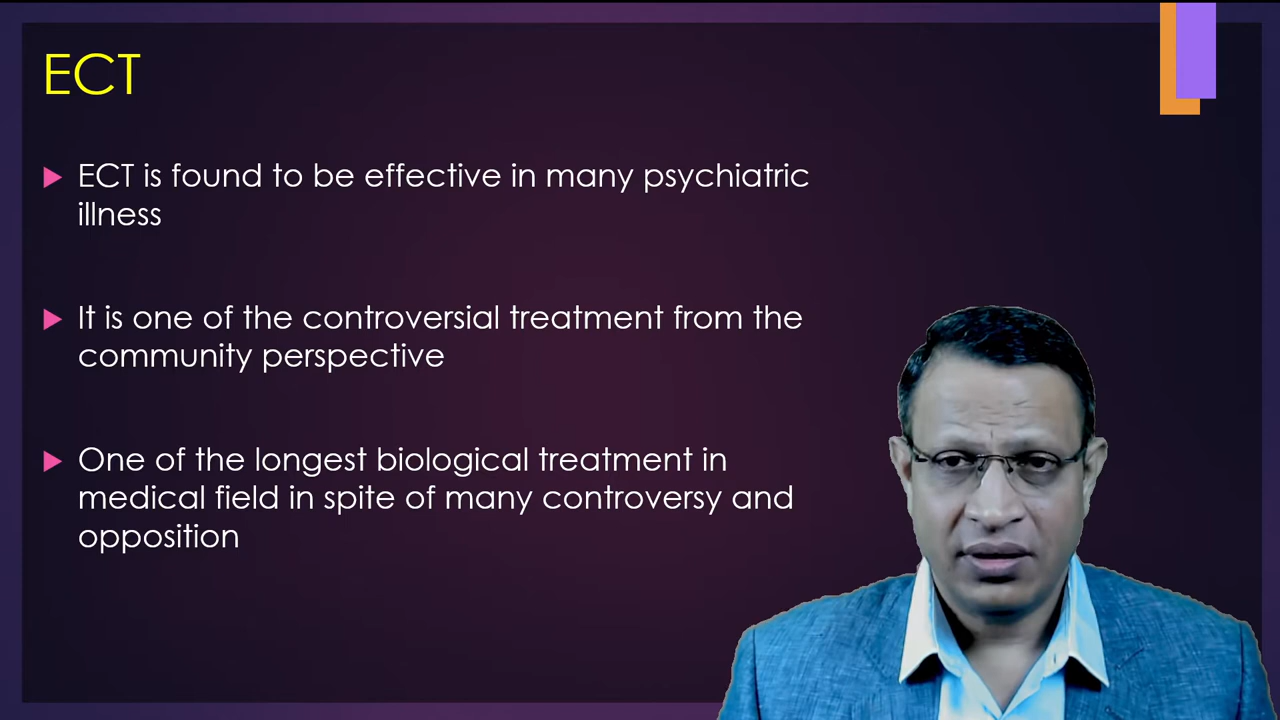 ECT
ECT is found to be effective in many psychiatric
illness
It is one of the controversial treatment from the
community perspective
One of the longest biological treatment in
medical field in spite of many controversy and
opposition